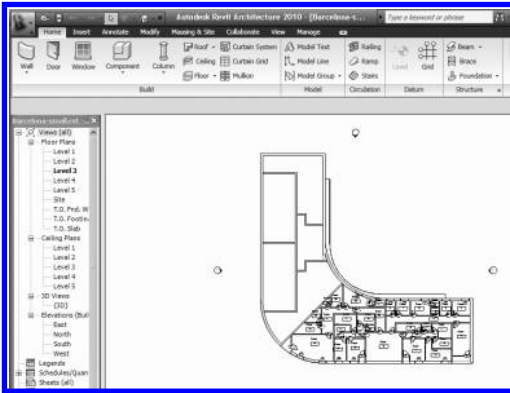 Autodesk Revit Architecture 2010 - [Barcelona-s...
Type a keyword or phrase
Home Insert Annotate Modify Massing & Site Collaborate View Manage
Wall Door Window Component Column
Roof Curtain System
Ceiling Curtain Grid
Floor Mullion
Build
Model Text
Model Line
Model Group
Model
Railing
Ramp
Stairs
Circulation
Level Grid
Datum
Beam
Brace
Foundation
Structure
Views (all)
Floor Plans
Level 1
Level 2
Level 3
Level 4
Level 5
Site
T.O. Fnd. W
T.O. Footin
T.O. Slab
Ceiling Plans
Level 1
Level 2
Level 3
Level 4
Level 5
3D Views
{3D}
Elevations (Buil
East
North
South
West
Legends
Schedules/Quan
Sheets (all)